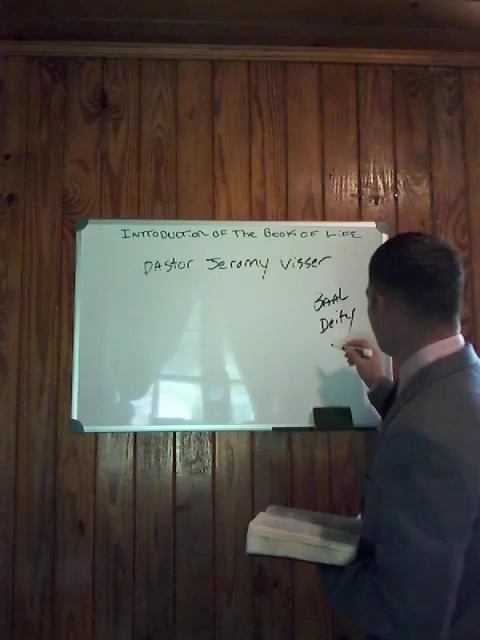 INTRODUCTION OF THE BOOK OF LIFE
Pastor Jeromy Visser
BAAL
Deity